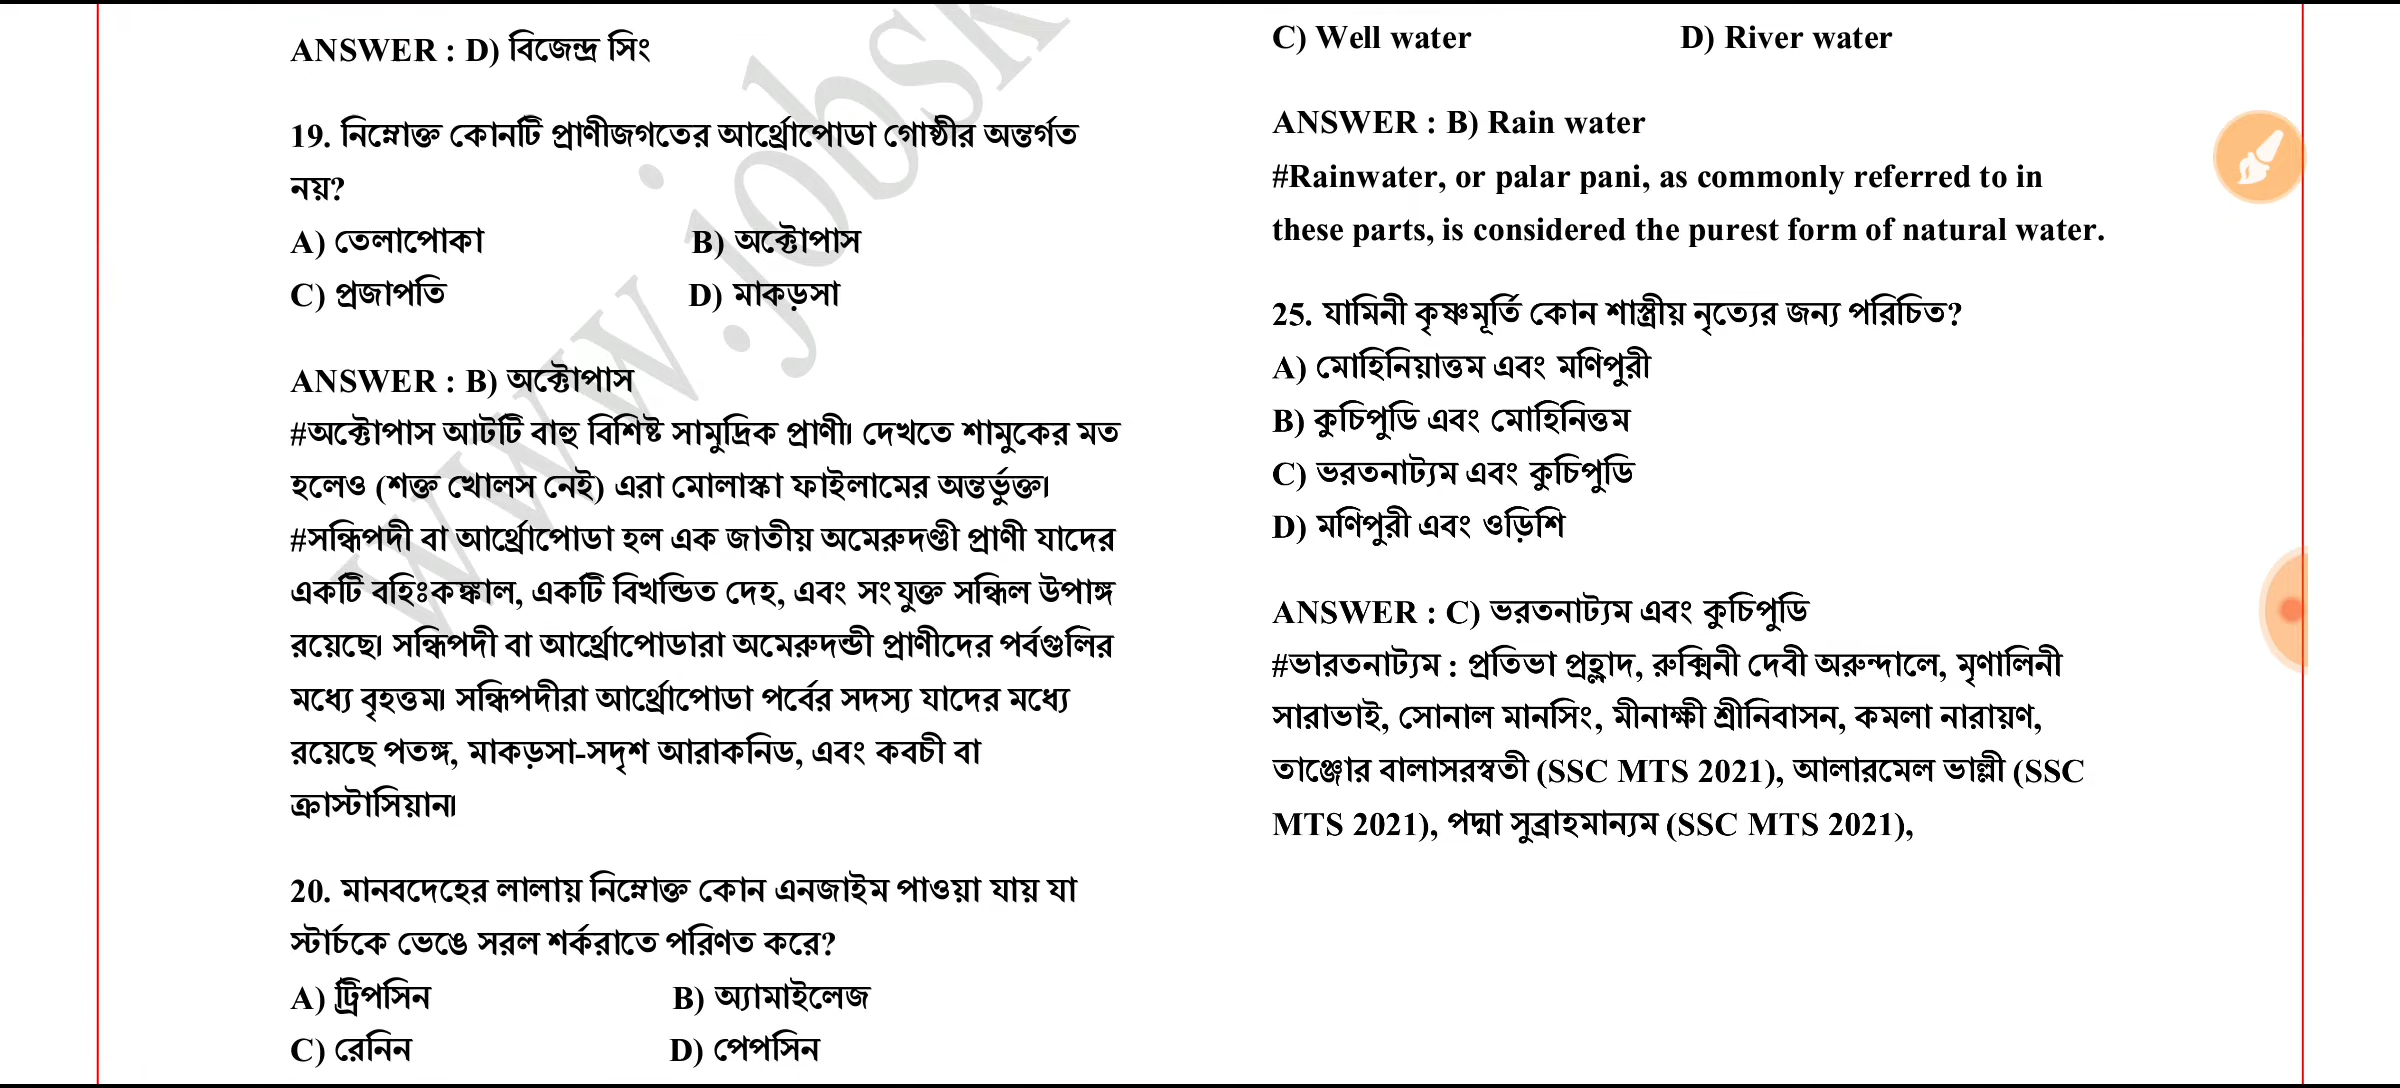 ANSWER : D) বিজেন্দ্র সিং
19. নিম্নোক্ত কোনটি প্রাণীজগতের আর্থ্রোপোডা গোষ্ঠীর অন্তর্গত
নয়?
A) তেলাপোকা B) অক্টোপাস
C) প্রজাপতি D) মাকড়সা
ANSWER : B) অক্টোপাস
#অক্টোপাস আটটি বাহু বিশিষ্ট সামুদ্রিক প্রাণী। দেখতে শামুকের মত
হলেও (শক্ত খোলস নেই) এরা মোলাস্কা ফাইলামের অন্তর্ভুক্ত।
#সন্ধিপদী বা আর্থ্রোপোডা হল এক জাতীয় অমেরুদণ্ডী প্রাণী যাদের
একটি বহিঃকঙ্কাল, একটি বিখন্ডিত দেহ, এবং সংযুক্ত সন্ধিল উপাঙ্গ
রয়েছে। সন্ধিপদী বা আর্থ্রোপোডারা অমেরুদন্ডী প্রাণীদের পর্বগুলির
মধ্যে বৃহত্তম। সন্ধিপদীরা আর্থ্রোপোডা পর্বের সদস্য যাদের মধ্যে
রয়েছে পতঙ্গ, মাকড়সা-সদৃশ আরাকনিড, এবং কবচী বা
ক্রাস্টাসিয়ান।
20. মানবদেহের লালায় নিম্নোক্ত কোন এনজাইম পাওয়া যায় যা
স্টার্চকে ভেঙে সরল শর্করাতে পরিণত করে?
A) ট্রিপসিন B) অ্যামাইলেজ
C) রেনিন D) পেপসিন
C) Well water D) River water
ANSWER : B) Rain water
#Rainwater, or palar pani, as commonly referred to in
these parts, is considered the purest form of natural water.
25. যামিনী কৃষ্ণমূর্তি কোন শাস্ত্রীয় নৃত্যের জন্য পরিচিত?
A) মোহিনিয়াত্তম এবং মণিপুরী
B) কুচিপুডি এবং মোহিনিত্তম
C) ভরতনাট্যম এবং কুচিপুডি
D) মণিপুরী এবং ওড়িশি
ANSWER : C) ভরতনাট্যম এবং কুচিপুডি
#ভারতনাট্যম : প্রতিভা প্রহ্লাদ, রুক্মিনী দেবী অরুন্দালে, মৃণালিনী
সারাভাই, সোনাল মানসিং, মীনাক্ষী শ্রীনিবাসন, কমলা নারায়ণ,
তাঞ্জোর বালাসরস্বতী (SSC MTS 2021), আলারমেল ভাল্লী (SSC
MTS 2021), পদ্মা সুব্রাহমান্যম (SSC MTS 2021),
www.jobsk